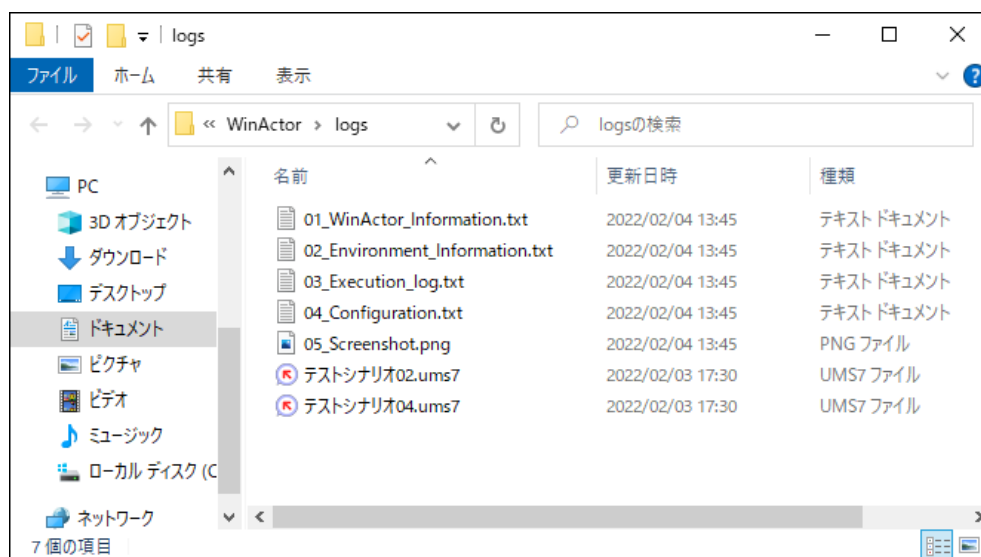 logs
ファイル ホーム 共有 表示
« WinActor › logs logsの検索
PC
3D オブジェクト
ダウンロード
デスクトップ
ドキュメント
ピクチャ
ビデオ
ミュージック
ローカル ディスク (C
ネットワーク
名前 更新日時 種類
01_WinActor_Information.txt 2022/02/04 13:45 テキスト ドキュメント
02_Environment_Information.txt 2022/02/04 13:45 テキスト ドキュメント
03_Execution_log.txt 2022/02/04 13:45 テキスト ドキュメント
04_Configuration.txt 2022/02/04 13:45 テキスト ドキュメント
05_Screenshot.png 2022/02/04 13:45 PNG ファイル
テストシナリオ02.ums7 2022/02/03 17:30 UMS7 ファイル
テストシナリオ04.ums7 2022/02/03 17:30 UMS7 ファイル
7 個の項目